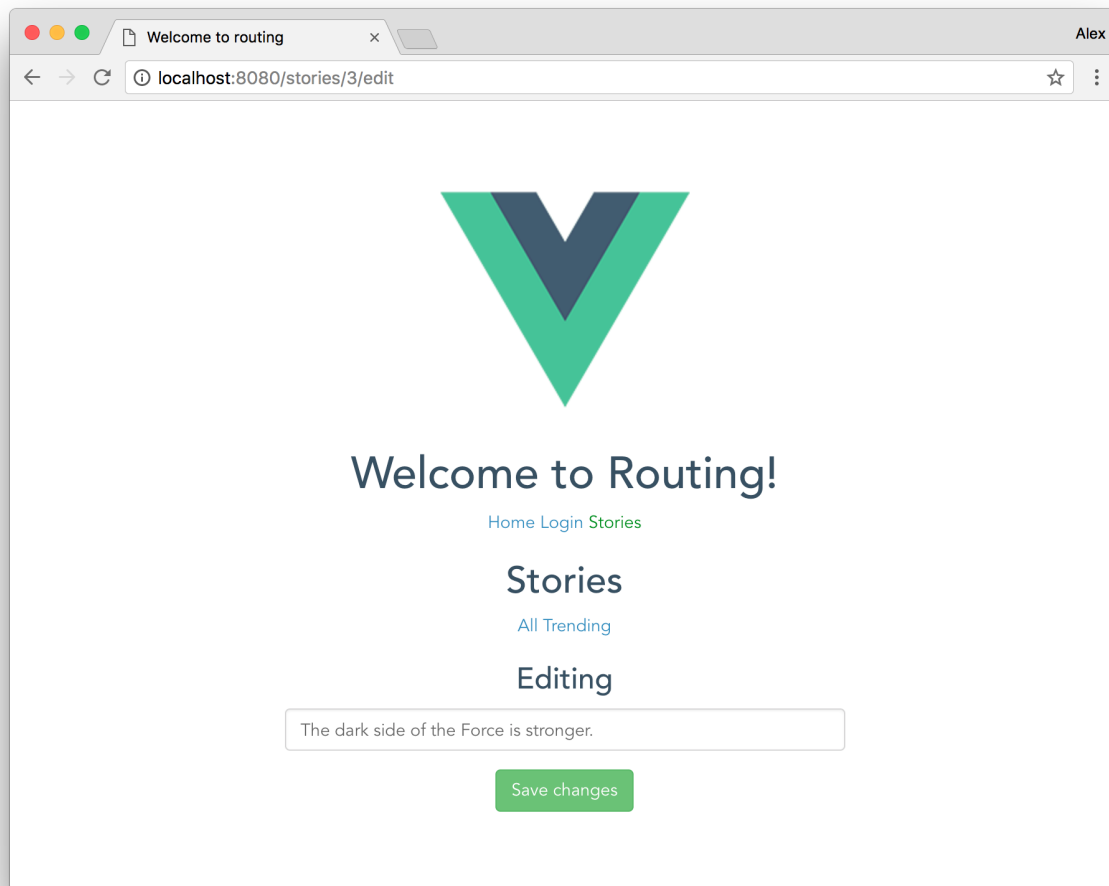 Welcome to routing
Alex
localhost:8080/stories/3/edit
Welcome to Routing!
Home Login Stories
Stories
All Trending
Editing
The dark side of the Force is stronger.
Save changes